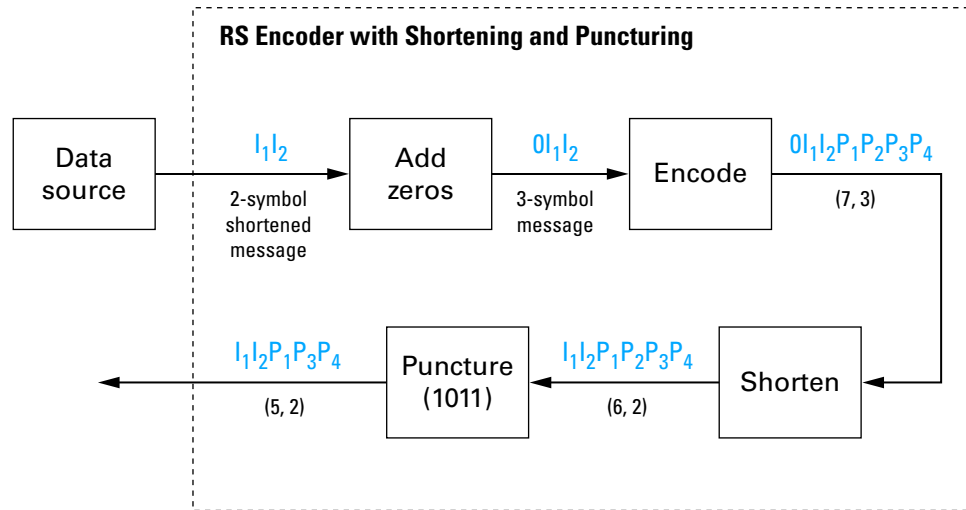 RS Encoder with Shortening and Puncturing
Data
source
I₁I₂
2-symbol
shortened
message
Add
zeros
0I₁I₂
3-symbol
message
Encode
0I₁I₂P₁P₂P₃P₄
(7, 3)
I₁I₂P₁P₃P₄
(5, 2)
Puncture
(1011)
I₁I₂P₁P₂P₃P₄
(6, 2)
Shorten